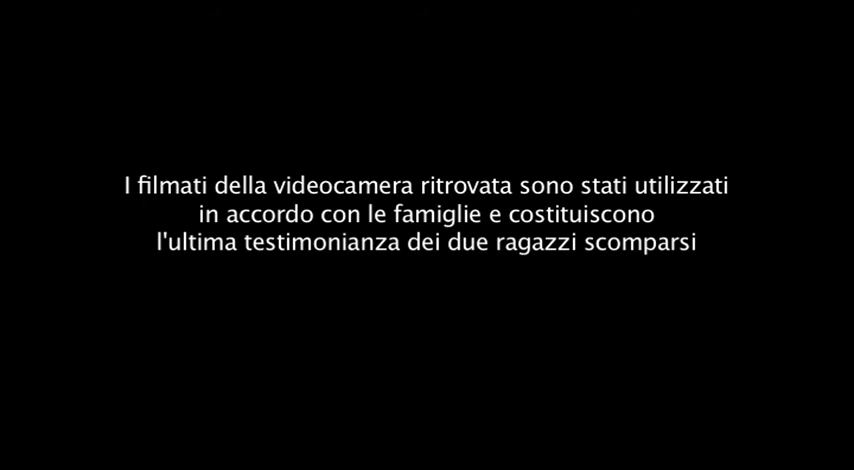 I filmati della videocamera ritrovata sono stati utilizzati
in accordo con le famiglie e costituiscono
l'ultima testimonianza dei due ragazzi scomparsi